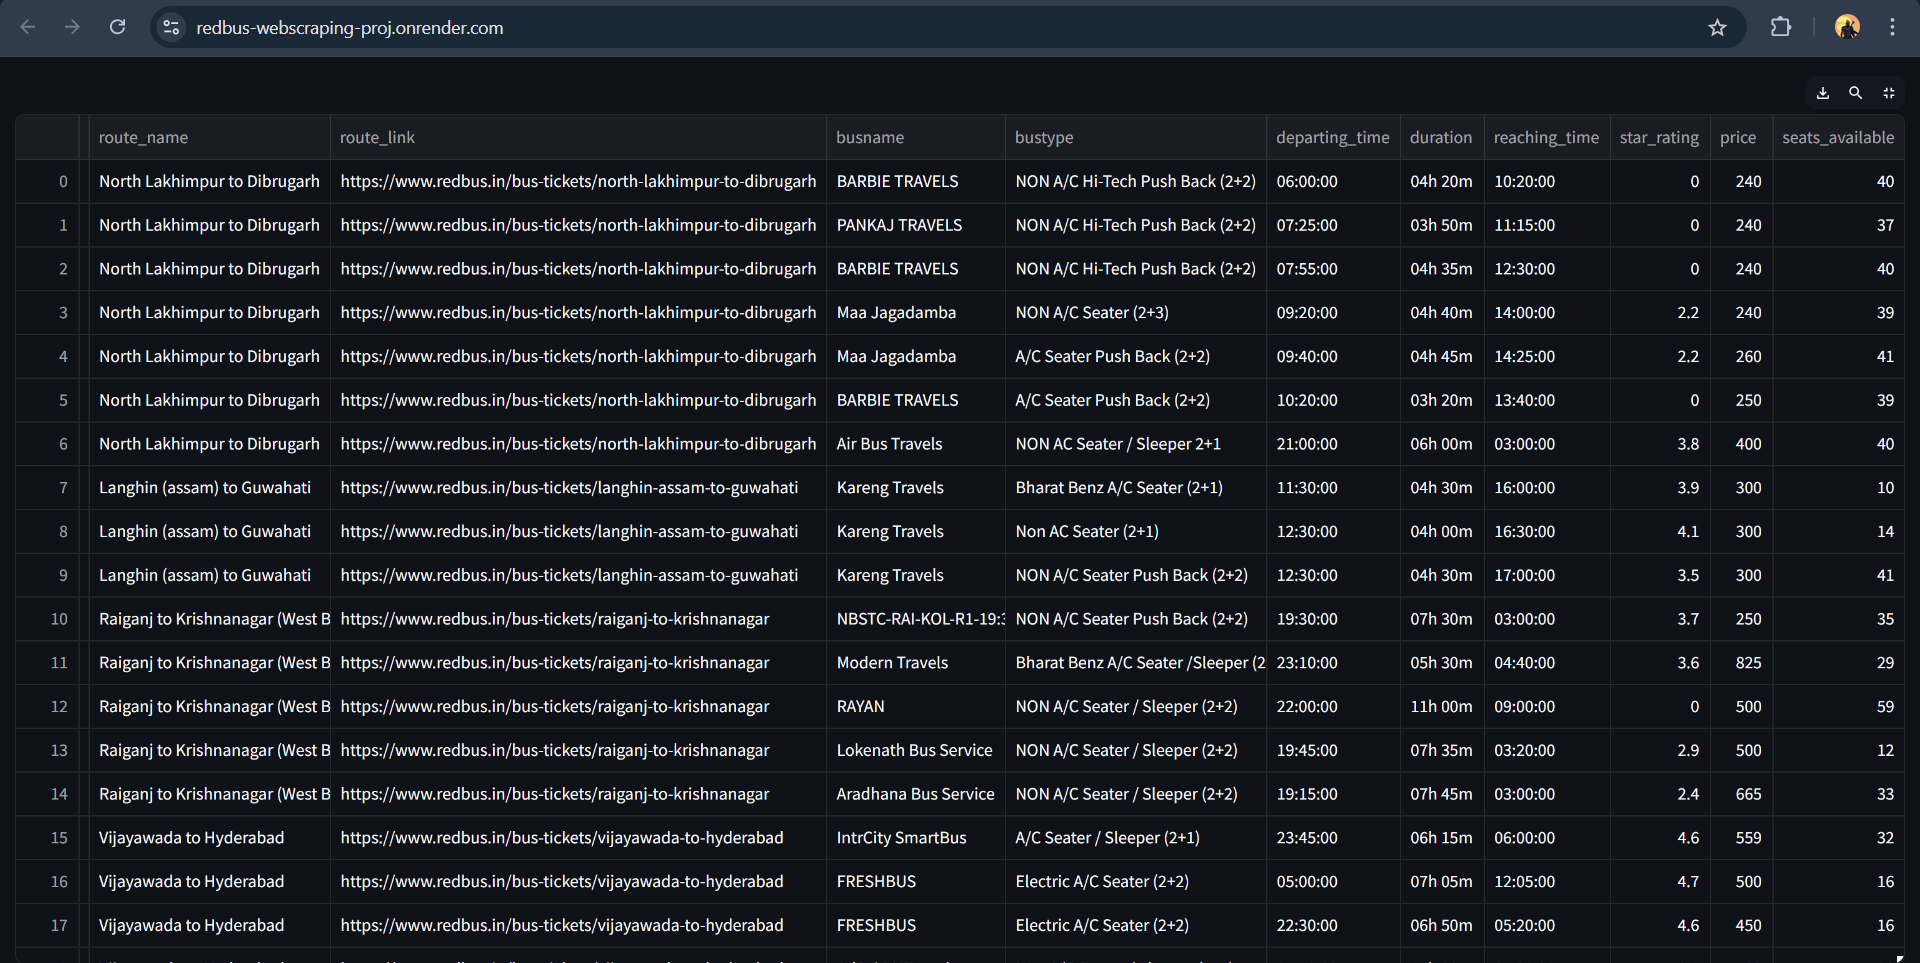 redbus-webscraping-proj.onrender.com
route_name route_link busname bustype departing_time duration reaching_time star_rating price seats_available
0 North Lakhimpur to Dibrugarh https://www.redbus.in/bus-tickets/north-lakhimpur-to-dibrugarh BARBIE TRAVELS NON A/C Hi-Tech Push Back (2+2) 06:00:00 04h 20m 10:20:00 0 240 40
1 North Lakhimpur to Dibrugarh https://www.redbus.in/bus-tickets/north-lakhimpur-to-dibrugarh PANKAJ TRAVELS NON A/C Hi-Tech Push Back (2+2) 07:25:00 03h 50m 11:15:00 0 240 37
2 North Lakhimpur to Dibrugarh https://www.redbus.in/bus-tickets/north-lakhimpur-to-dibrugarh BARBIE TRAVELS NON A/C Hi-Tech Push Back (2+2) 07:55:00 04h 35m 12:30:00 0 240 40
3 North Lakhimpur to Dibrugarh https://www.redbus.in/bus-tickets/north-lakhimpur-to-dibrugarh Maa Jagadamba NON A/C Seater (2+3) 09:20:00 04h 40m 14:00:00 2.2 240 39
4 North Lakhimpur to Dibrugarh https://www.redbus.in/bus-tickets/north-lakhimpur-to-dibrugarh Maa Jagadamba A/C Seater Push Back (2+2) 09:40:00 04h 45m 14:25:00 2.2 260 41
5 North Lakhimpur to Dibrugarh https://www.redbus.in/bus-tickets/north-lakhimpur-to-dibrugarh BARBIE TRAVELS A/C Seater Push Back (2+2) 10:20:00 03h 20m 13:40:00 0 250 39
6 North Lakhimpur to Dibrugarh https://www.redbus.in/bus-tickets/north-lakhimpur-to-dibrugarh Air Bus Travels NON AC Seater / Sleeper 2+1 21:00:00 06h 00m 03:00:00 3.8 400 40
7 Langhin (assam) to Guwahati https://www.redbus.in/bus-tickets/langhin-assam-to-guwahati Kareng Travels Bharat Benz A/C Seater (2+1) 11:30:00 04h 30m 16:00:00 3.9 300 10
8 Langhin (assam) to Guwahati https://www.redbus.in/bus-tickets/langhin-assam-to-guwahati Kareng Travels Non AC Seater (2+1) 12:30:00 04h 00m 16:30:00 4.1 300 14
9 Langhin (assam) to Guwahati https://www.redbus.in/bus-tickets/langhin-assam-to-guwahati Kareng Travels NON A/C Seater Push Back (2+2) 12:30:00 04h 30m 17:00:00 3.5 300 41
10 Raiganj to Krishnanagar (West B https://www.redbus.in/bus-tickets/raiganj-to-krishnanagar NBSTC-RAI-KOL-R1-19:3 NON A/C Seater Push Back (2+2) 19:30:00 07h 30m 03:00:00 3.7 250 35
11 Raiganj to Krishnanagar (West B https://www.redbus.in/bus-tickets/raiganj-to-krishnanagar Modern Travels Bharat Benz A/C Seater /Sleeper (2 23:10:00 05h 30m 04:40:00 3.6 825 29
12 Raiganj to Krishnanagar (West B https://www.redbus.in/bus-tickets/raiganj-to-krishnanagar RAYAN NON A/C Seater / Sleeper (2+2) 22:00:00 11h 00m 09:00:00 0 500 59
13 Raiganj to Krishnanagar (West B https://www.redbus.in/bus-tickets/raiganj-to-krishnanagar Lokenath Bus Service NON A/C Seater / Sleeper (2+2) 19:45:00 07h 35m 03:20:00 2.9 500 12
14 Raiganj to Krishnanagar (West B https://www.redbus.in/bus-tickets/raiganj-to-krishnanagar Aradhana Bus Service NON A/C Seater / Sleeper (2+2) 19:15:00 07h 45m 03:00:00 2.4 665 33
15 Vijayawada to Hyderabad https://www.redbus.in/bus-tickets/vijayawada-to-hyderabad IntrCity SmartBus A/C Seater / Sleeper (2+1) 23:45:00 06h 15m 06:00:00 4.6 559 32
16 Vijayawada to Hyderabad https://www.redbus.in/bus-tickets/vijayawada-to-hyderabad FRESHBUS Electric A/C Seater (2+2) 05:00:00 07h 05m 12:05:00 4.7 500 16
17 Vijayawada to Hyderabad https://www.redbus.in/bus-tickets/vijayawada-to-hyderabad FRESHBUS Electric A/C Seater (2+2) 22:30:00 06h 50m 05:20:00 4.6 450 16